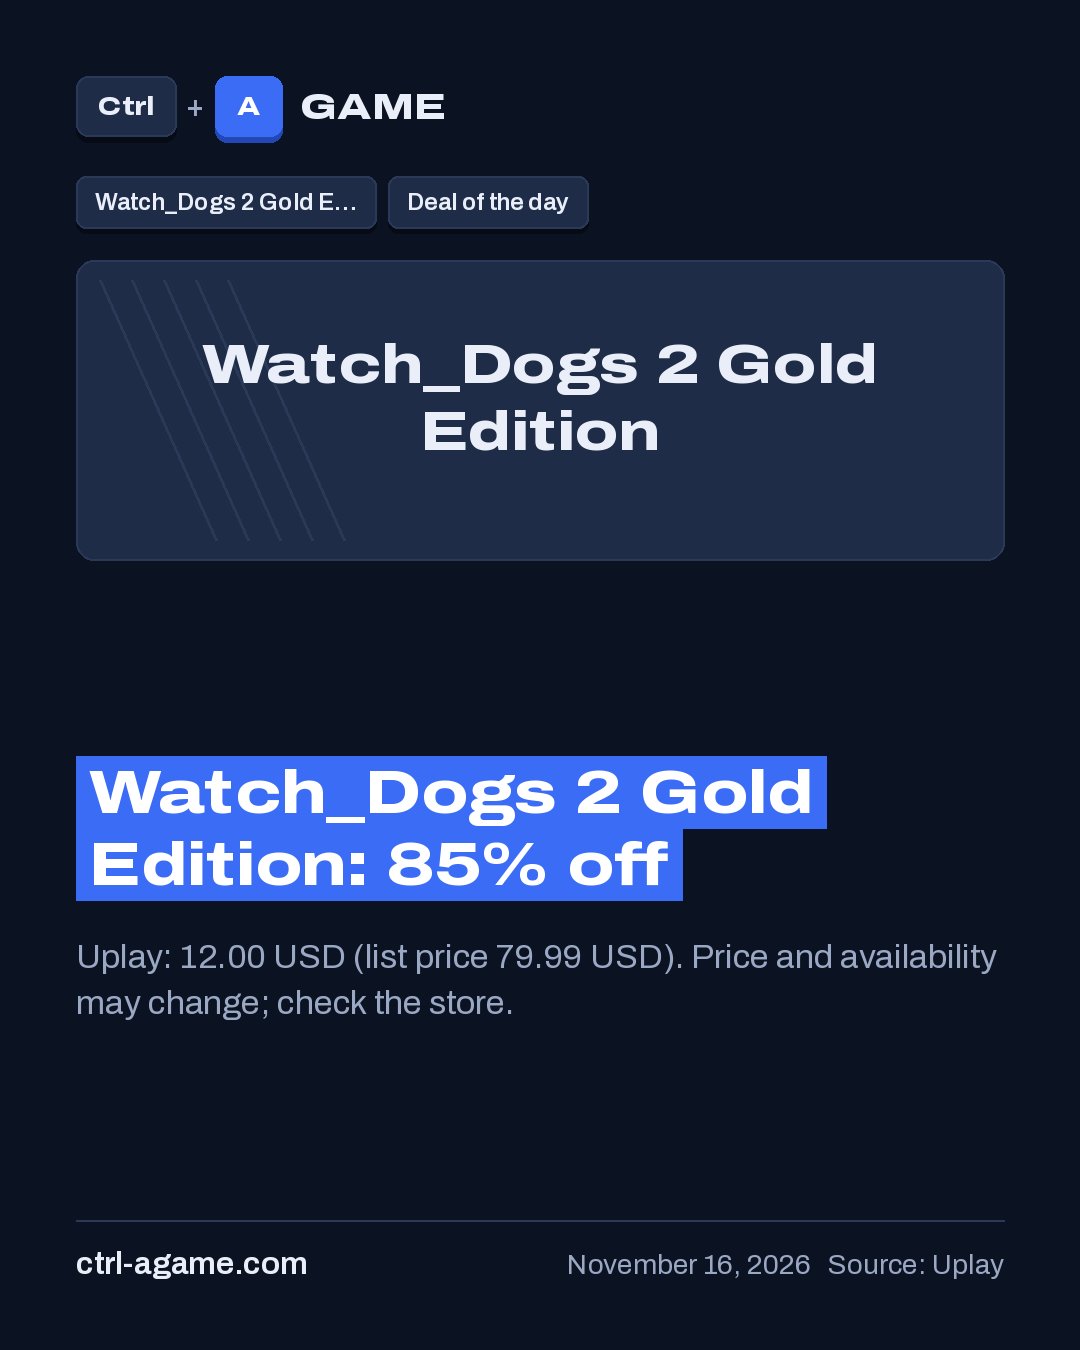 Ctrl + A GAME
Watch_Dogs 2 Gold E... Deal of the day
Watch_Dogs 2 Gold
Edition
Watch_Dogs 2 Gold
Edition: 85% off
Uplay: 12.00 USD (list price 79.99 USD). Price and availability
may change; check the store.
ctrl-agame.com November 16, 2026 Source: Uplay